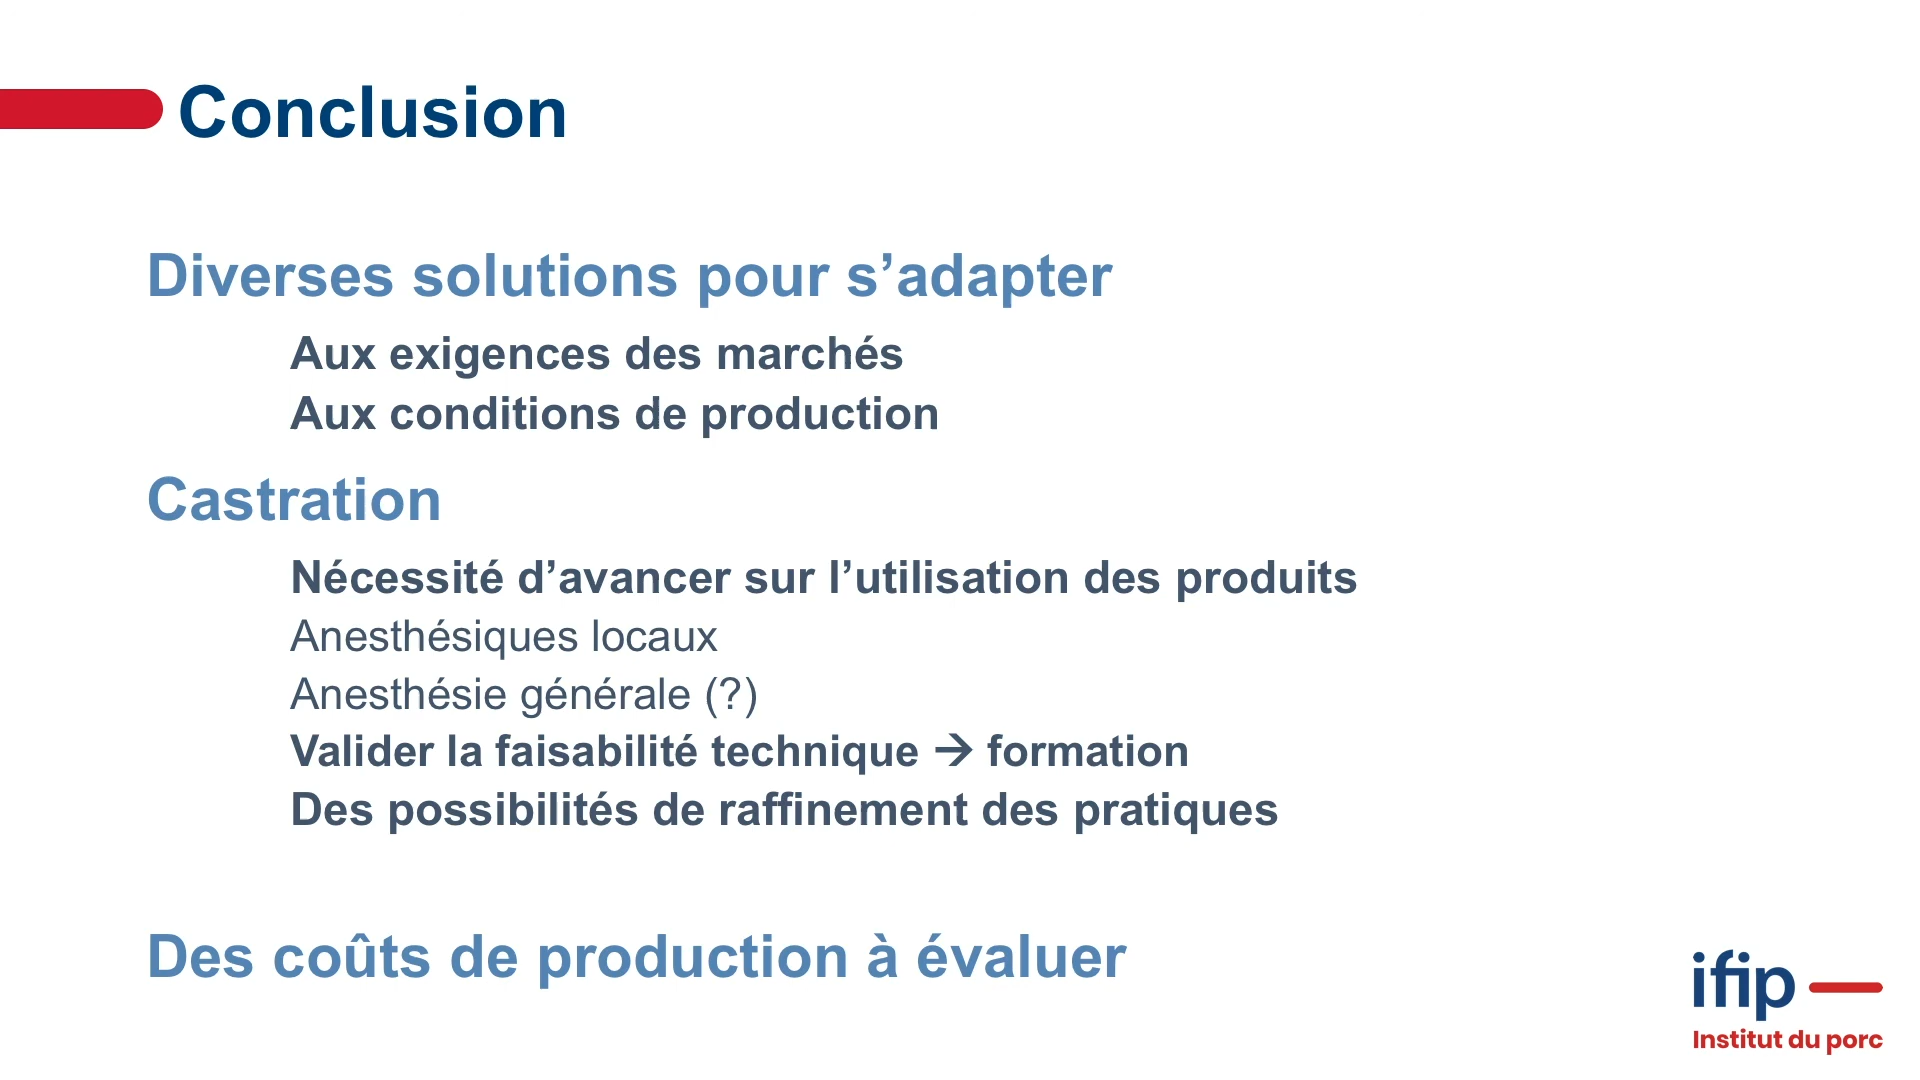 Conclusion
Diverses solutions pour s’adapter
Aux exigences des marchés
Aux conditions de production
Castration
Nécessité d’avancer sur l’utilisation des produits
Anesthésiques locaux
Anesthésie générale (?)
Valider la faisabilité technique → formation
Des possibilités de raffinement des pratiques
Des coûts de production à évaluer
ifip
Institut du porc